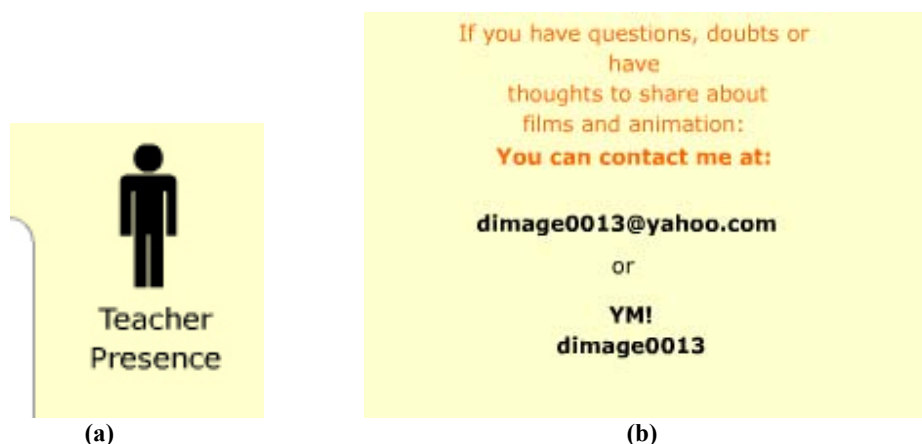 Teacher
Presence
(a)
If you have questions, doubts or
have
thoughts to share about
films and animation:
You can contact me at:
dimage0013@yahoo.com
or
YM!
dimage0013
(b)